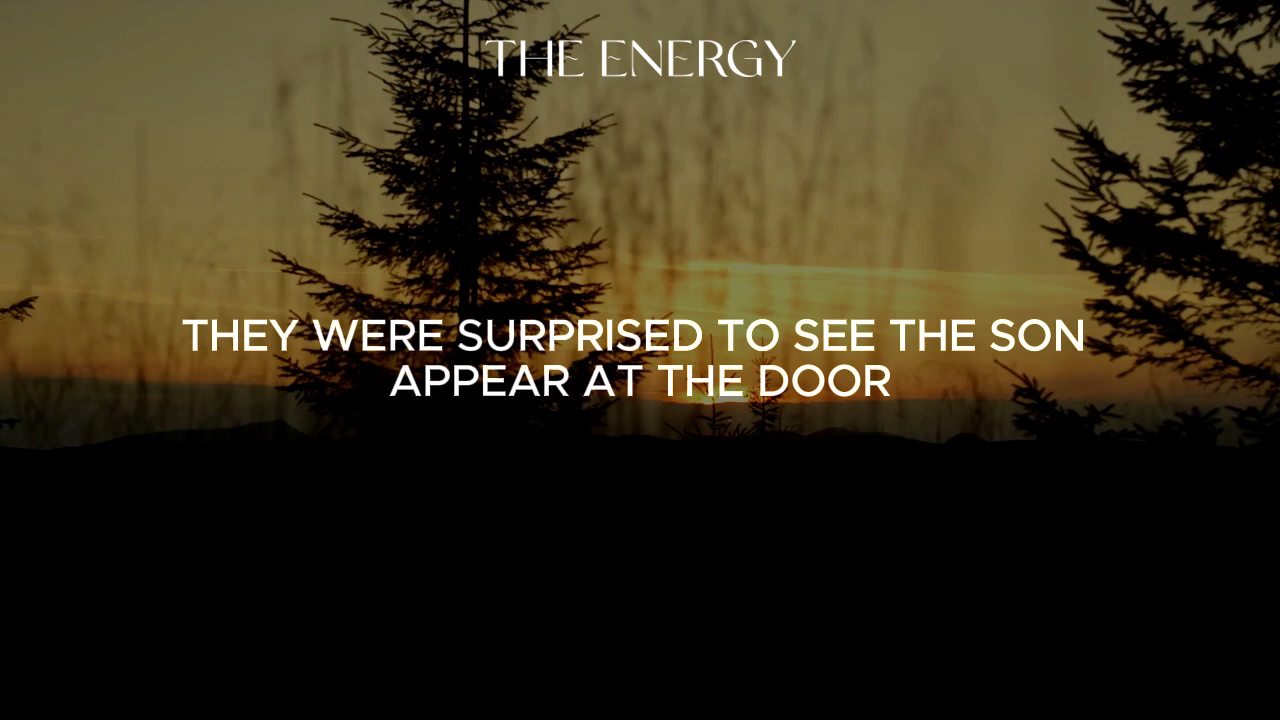 THE ENERGY
THEY WERE SURPRISED TO SEE THE SON
APPEAR AT THE DOOR